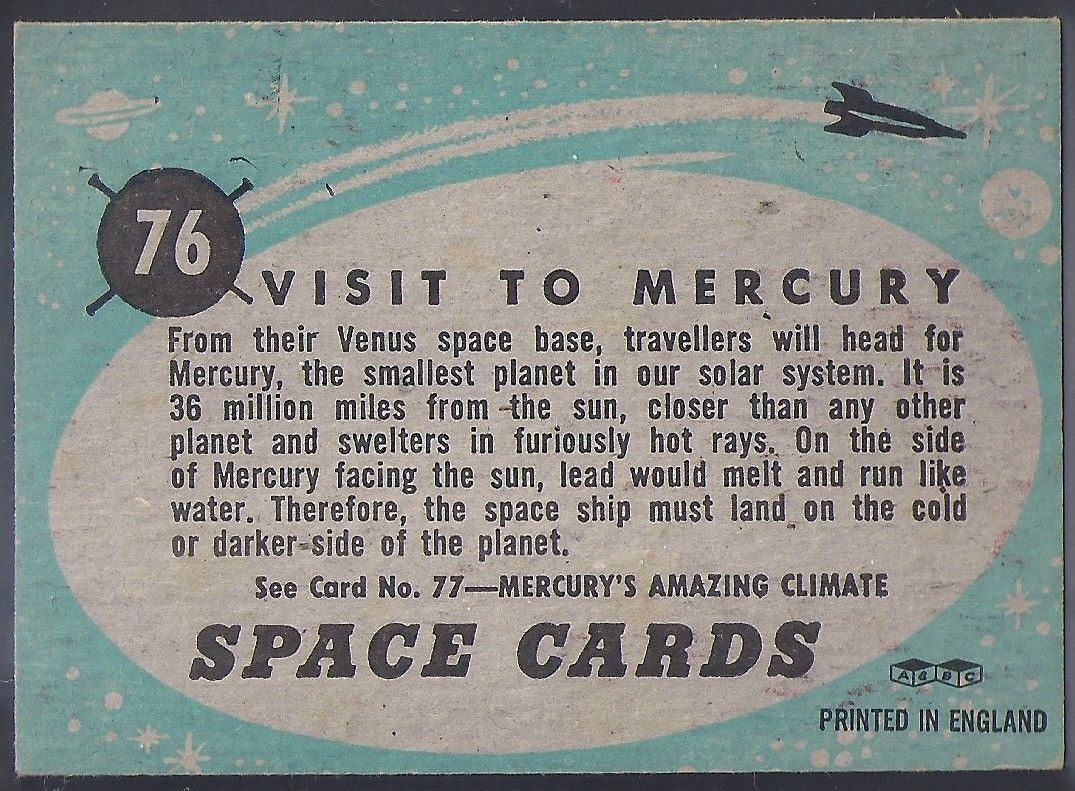 76
VISIT TO MERCURY
From their Venus space base, travellers will head for
Mercury, the smallest planet in our solar system. It is
36 million miles from the sun, closer than any other
planet and swelters in furiously hot rays. On the side
of Mercury facing the sun, lead would melt and run like
water. Therefore, the space ship must land on the cold
or darker-side of the planet.
See Card No. 77—MERCURY'S AMAZING CLIMATE
SPACE CARDS
A & B C
PRINTED IN ENGLAND